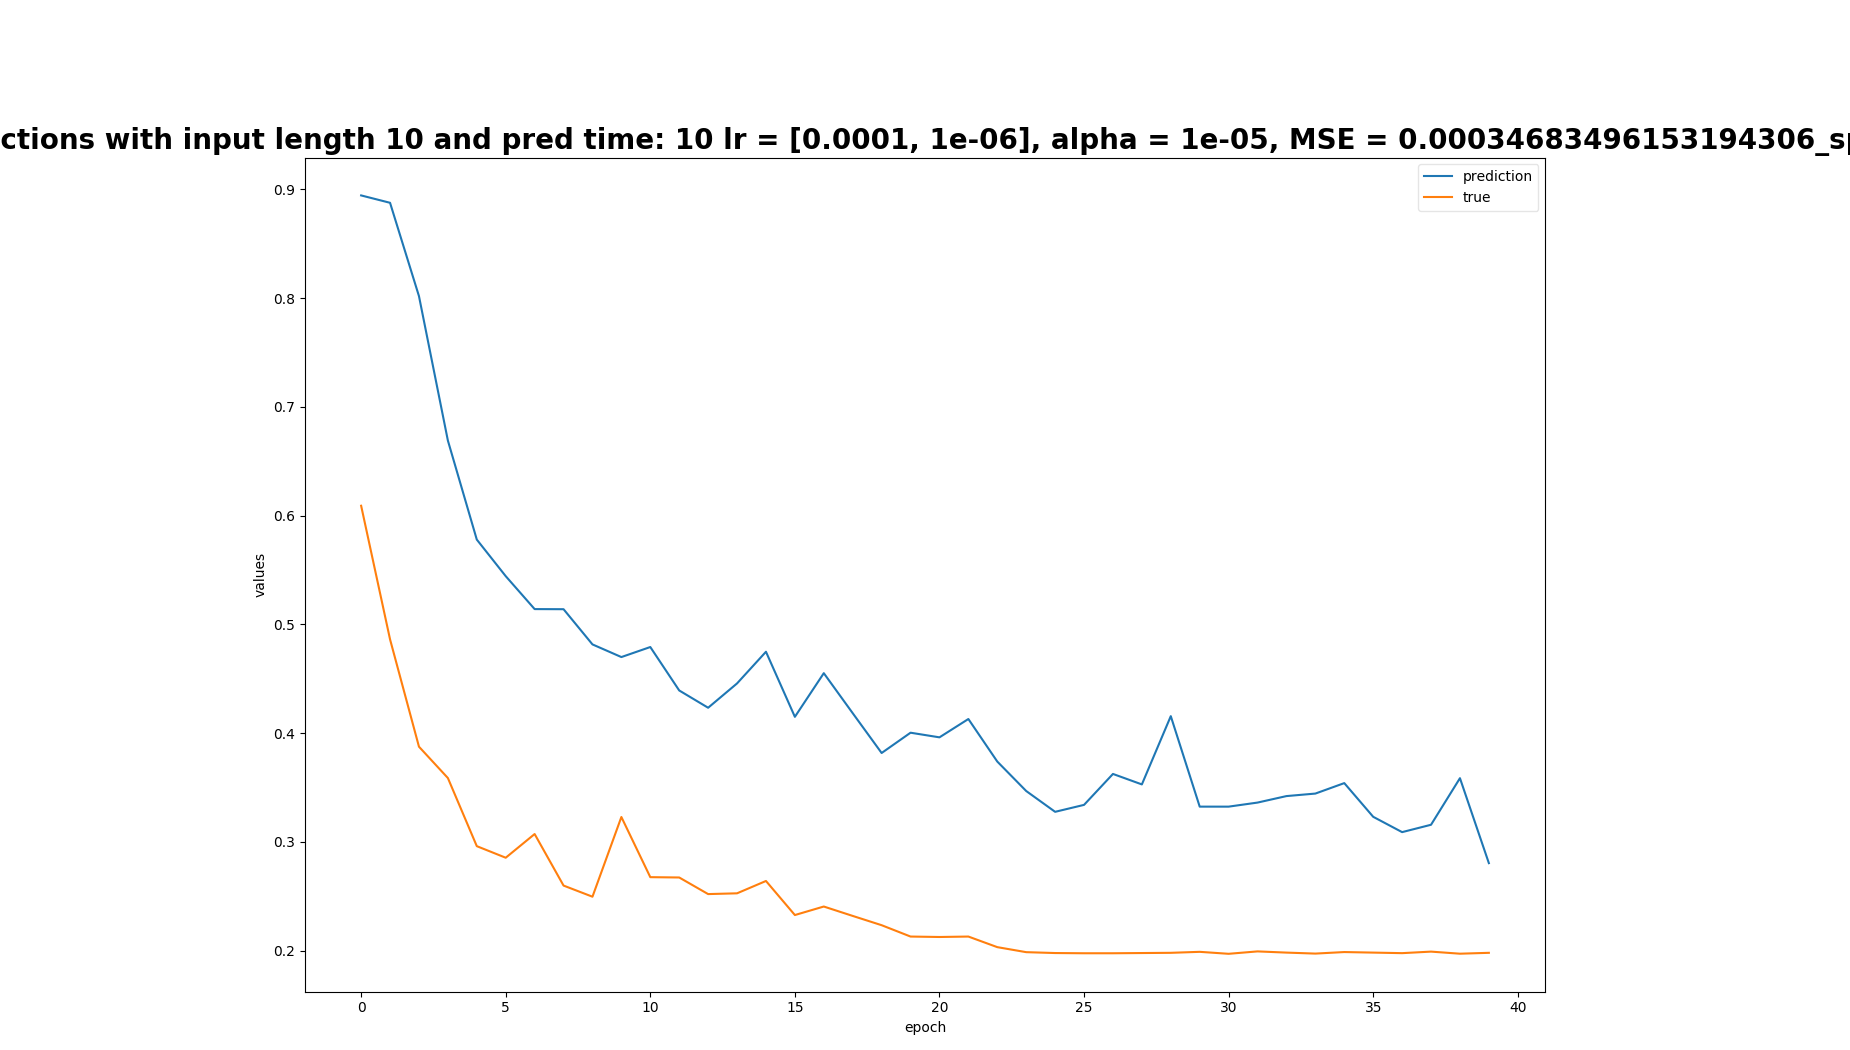 ctions with input length 10 and pred time: 10 lr = [0.0001, 1e-06], alpha = 1e-05, MSE = 0.00034683496153194306_sp
prediction
true
0.9
0.8
0.7
0.6
0.5
0.4
0.3
0.2
values
0 5 10 15 20 25 30 35 40
epoch